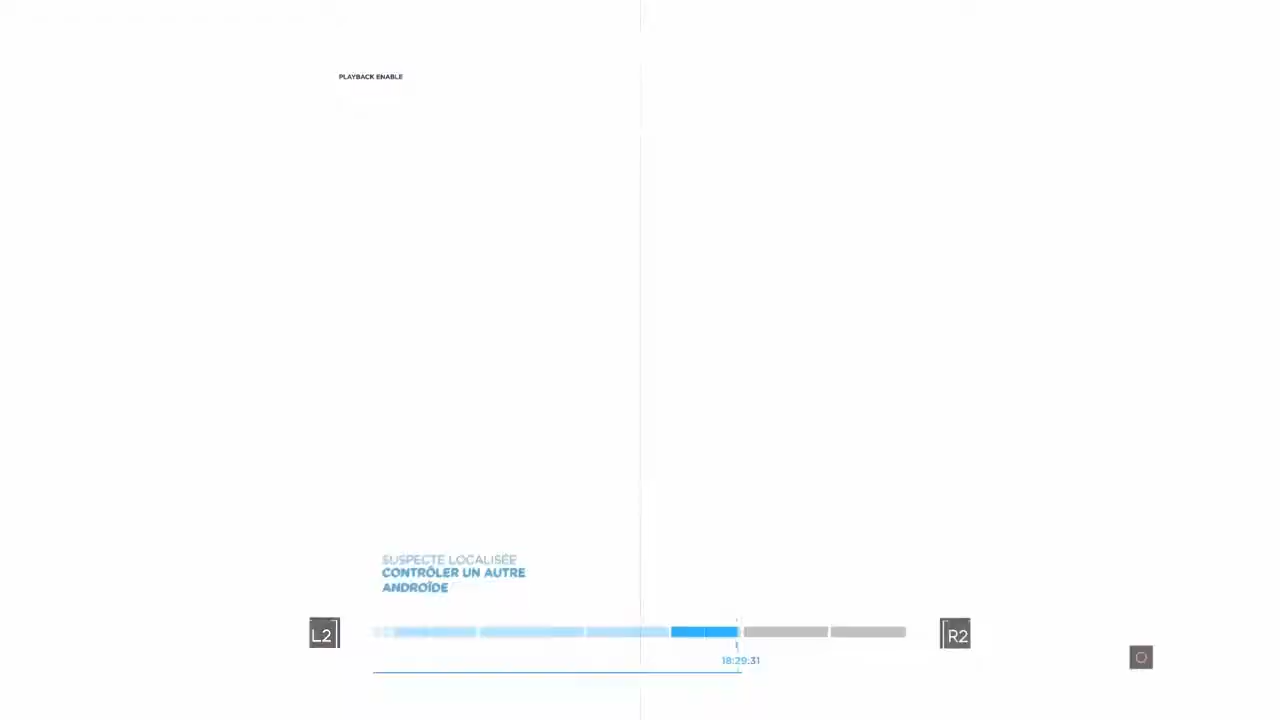 PLAYBACK ENABLE
SUSPECTE LOCALISÉE
CONTRÔLER UN AUTRE
ANDROÏDE
L2
R2
18:29:31